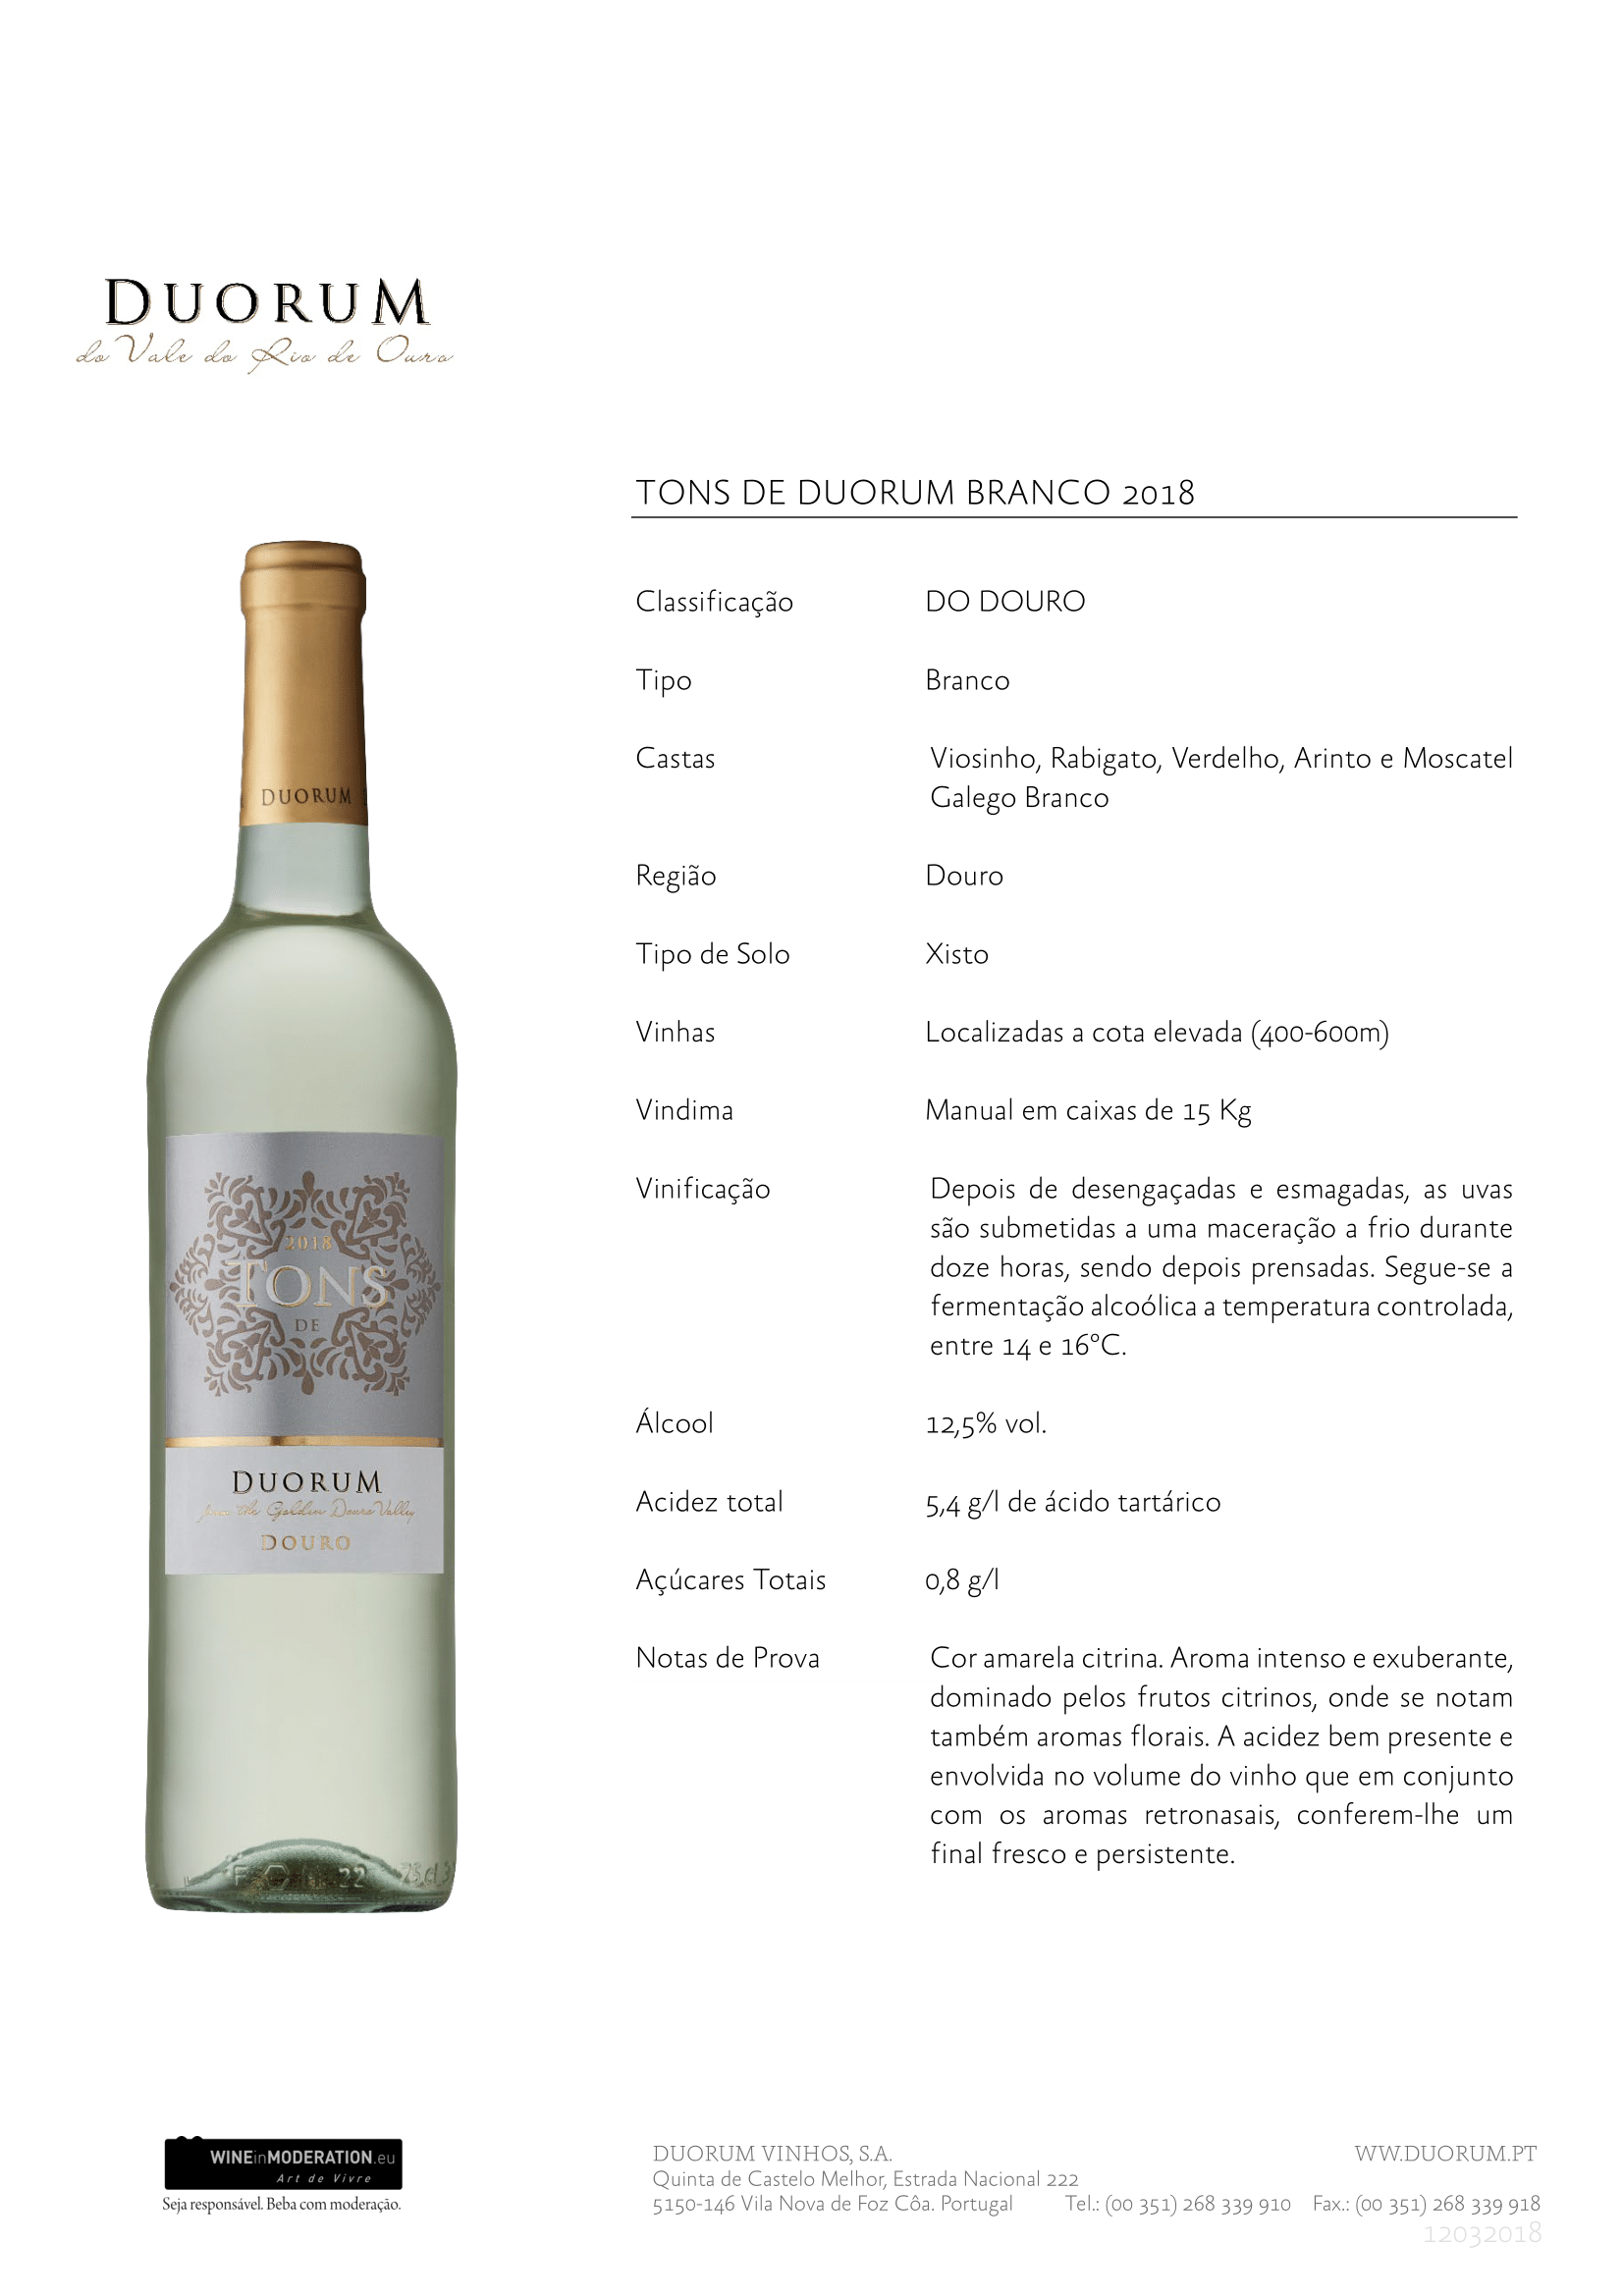 DUORUM
do Vale do Rio de Ouro
TONS DE DUORUM BRANCO 2018
Classificação DO DOURO
Tipo Branco
Castas Viosinho, Rabigato, Verdelho, Arinto e Moscatel
Galego Branco
Região Douro
Tipo de Solo Xisto
Vinhas Localizadas a cota elevada (400-600m)
Vindima Manual em caixas de 15 Kg
Vinificação Depois de desengaçadas e esmagadas, as uvas
são submetidas a uma maceração a frio durante
doze horas, sendo depois prensadas. Segue-se a
fermentação alcoólica a temperatura controlada,
entre 14 e 16°C.
Álcool 12,5% vol.
Acidez total 5,4 g/l de ácido tartárico
Açúcares Totais 0,8 g/l
Notas de Prova Cor amarela citrina. Aroma intenso e exuberante,
dominado pelos frutos citrinos, onde se notam
também aromas florais. A acidez bem presente e
envolvida no volume do vinho que em conjunto
com os aromas retronasais, conferem-lhe um
final fresco e persistente.
DUORUM
2018
TONS
DE
DUORUM
from the Golden Douro Valley
DOURO
22 75cl
WINEinMODERATION.eu
Art de Vivre
Seja responsável. Beba com moderação.
DUORUM VINHOS, S.A. WW.DUORUM.PT
Quinta de Castelo Melhor, Estrada Nacional 222
5150-146 Vila Nova de Foz Côa. Portugal Tel.: (00 351) 268 339 910 Fax.: (00 351) 268 339 918
12032018